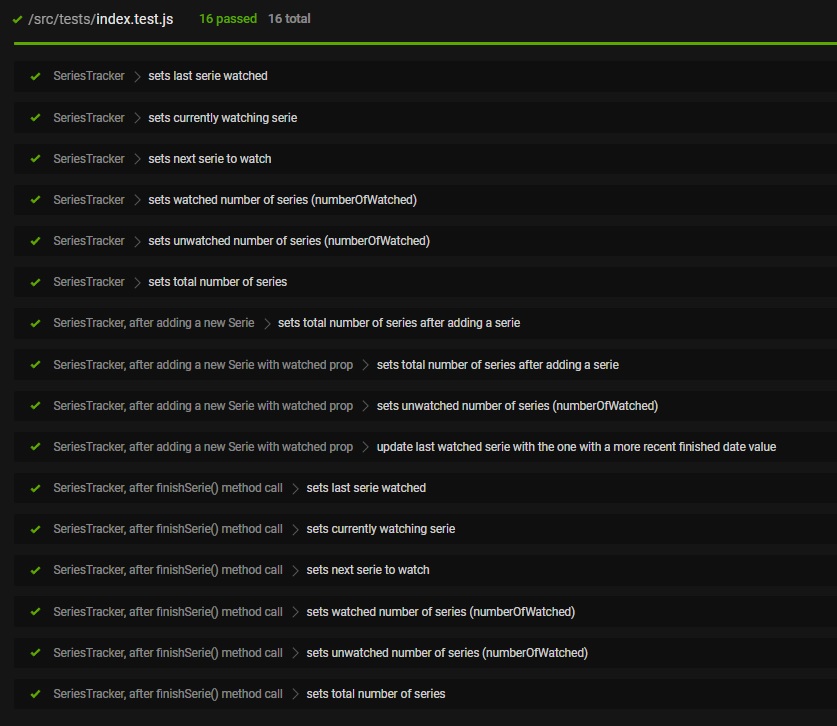 /src/tests/index.test.js 16 passed 16 total
SeriesTracker > sets last serie watched
SeriesTracker > sets currently watching serie
SeriesTracker > sets next serie to watch
SeriesTracker > sets watched number of series (numberOfWatched)
SeriesTracker > sets unwatched number of series (numberOfWatched)
SeriesTracker > sets total number of series
SeriesTracker, after adding a new Serie > sets total number of series after adding a serie
SeriesTracker, after adding a new Serie with watched prop > sets total number of series after adding a serie
SeriesTracker, after adding a new Serie with watched prop > sets unwatched number of series (numberOfWatched)
SeriesTracker, after adding a new Serie with watched prop > update last watched serie with the one with a more recent finished date value
SeriesTracker, after finishSerie() method call > sets last serie watched
SeriesTracker, after finishSerie() method call > sets currently watching serie
SeriesTracker, after finishSerie() method call > sets next serie to watch
SeriesTracker, after finishSerie() method call > sets watched number of series (numberOfWatched)
SeriesTracker, after finishSerie() method call > sets unwatched number of series (numberOfWatched)
SeriesTracker, after finishSerie() method call > sets total number of series